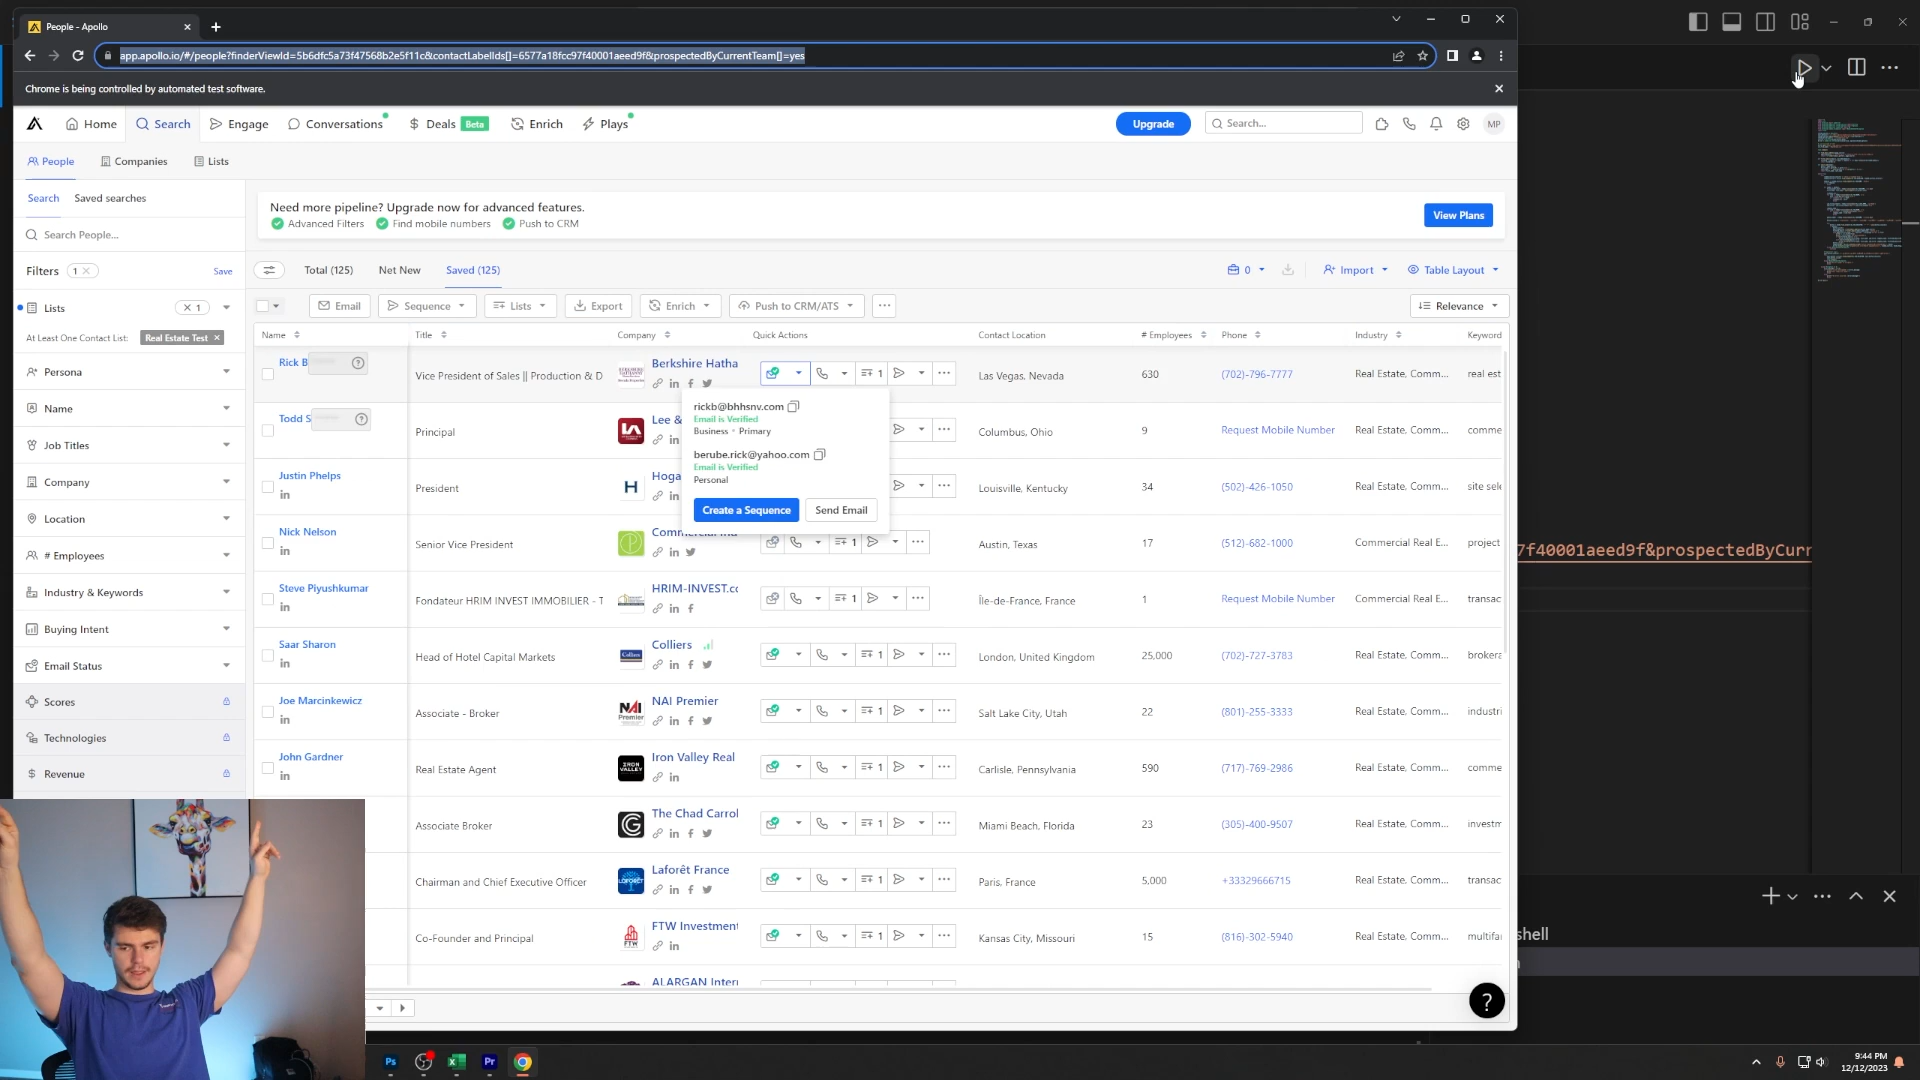 People - Apollo
app.apollo.io/#/people?finderViewId=5b6dfc5a73f47568b2e5f11c&contactLabelIds[]=6577a18fcc97f40001aeed9f&prospectedByCurrentTeam[]=yes
Chrome is being controlled by automated test software.
Home Search Engage Conversations Deals Beta Enrich Plays Upgrade Search... MP
People Companies Lists
Search Saved searches
Search People...
Need more pipeline? Upgrade now for advanced features.
Advanced Filters Find mobile numbers Push to CRM
View Plans
Filters 1 Save
Total (125) Net New Saved (125) 0 Import Table Layout
Email Sequence Lists Export Enrich Push to CRM/ATS Relevance
Lists 1
At Least One Contact List: Real Estate Test
Persona
Name
Job Titles
Company
Location
# Employees
Industry & Keywords
Buying Intent
Email Status
Scores
Technologies
Revenue
Name Title Company Quick Actions Contact Location # Employees Phone Industry Keyword
Rick B Vice President of Sales || Production & D Berkshire Hatha 1 Las Vegas, Nevada 630 (702)-796-7777 Real Estate, Comm... real est
rickb@bhhsnv.com
Email is Verified
Business • Primary
berube.rick@yahoo.com
Email is Verified
Personal
Create a Sequence Send Email
Todd S Principal Lee & Columbus, Ohio 9 Request Mobile Number Real Estate, Comm... comme
Justin Phelps President Hoga Louisville, Kentucky 34 (502)-426-1050 Real Estate, Comm... site sele
Nick Nelson Senior Vice President 1 Austin, Texas 17 (512)-682-1000 Commercial Real E... project
Steve Piyushkumar Fondateur HRIM INVEST IMMOBILIER - T HRIM-INVEST.co 1 Île-de-France, France 1 Request Mobile Number Commercial Real E... transac
Saar Sharon Head of Hotel Capital Markets Colliers 1 London, United Kingdom 25,000 (702)-727-3783 Real Estate, Comm... brokera
Joe Marcinkewicz Associate - Broker NAI Premier 1 Salt Lake City, Utah 22 (801)-255-3333 Real Estate, Comm... industri
John Gardner Real Estate Agent Iron Valley Real 1 Carlisle, Pennsylvania 590 (717)-769-2986 Real Estate, Comm... comme
Associate Broker The Chad Carrol 1 Miami Beach, Florida 23 (305)-400-9507 Real Estate, Comm... investm
Chairman and Chief Executive Officer Laforêt France 1 Paris, France 5,000 +33329666715 Real Estate, Comm... transac
Co-Founder and Principal FTW Investment 1 Kansas City, Missouri 15 (816)-302-5940 Real Estate, Comm... multifa
ALARGAN Inter
7f40001aeed9f&prospectedByCurr
shell
Ps Pr
9:44 PM
12/12/2023